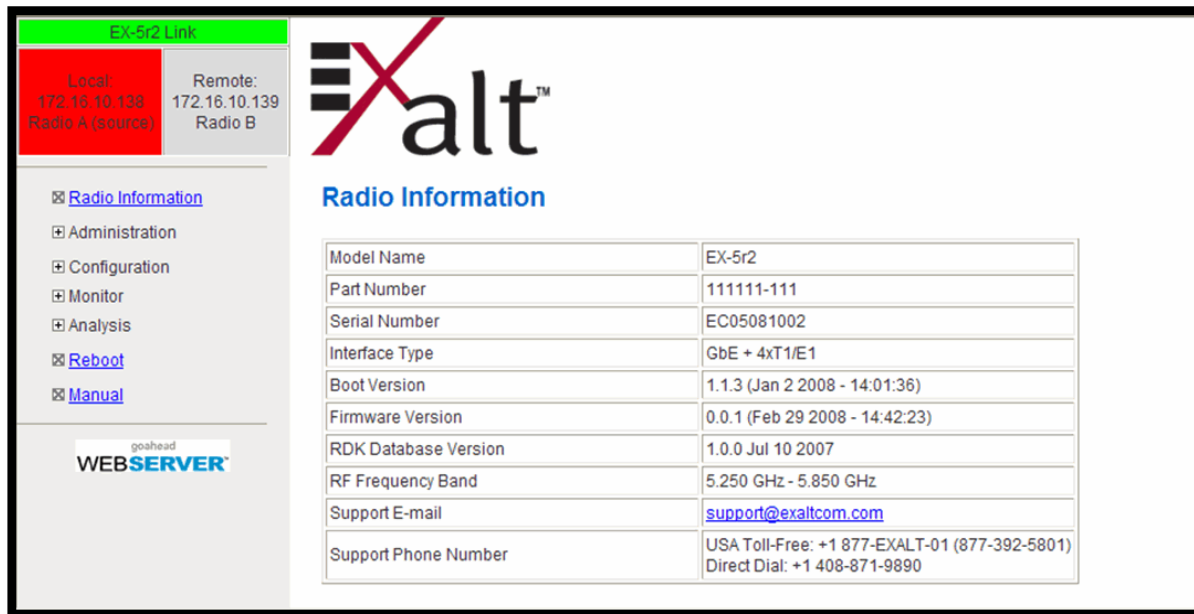 EX-5r2 Link
Local:
172.16.10.138
Radio A (source)
Remote:
172.16.10.139
Radio B
Radio Information
Administration
Configuration
Monitor
Analysis
Reboot
Manual
goahead
WEBSERVER™
EXalt™
Radio Information
Model Name EX-5r2
Part Number 111111-111
Serial Number EC05081002
Interface Type GbE + 4xT1/E1
Boot Version 1.1.3 (Jan 2 2008 - 14:01:36)
Firmware Version 0.0.1 (Feb 29 2008 - 14:42:23)
RDK Database Version 1.0.0 Jul 10 2007
RF Frequency Band 5.250 GHz - 5.850 GHz
Support E-mail support@exaltcom.com
Support Phone Number USA Toll-Free: +1 877-EXALT-01 (877-392-5801)
Direct Dial: +1 408-871-9890